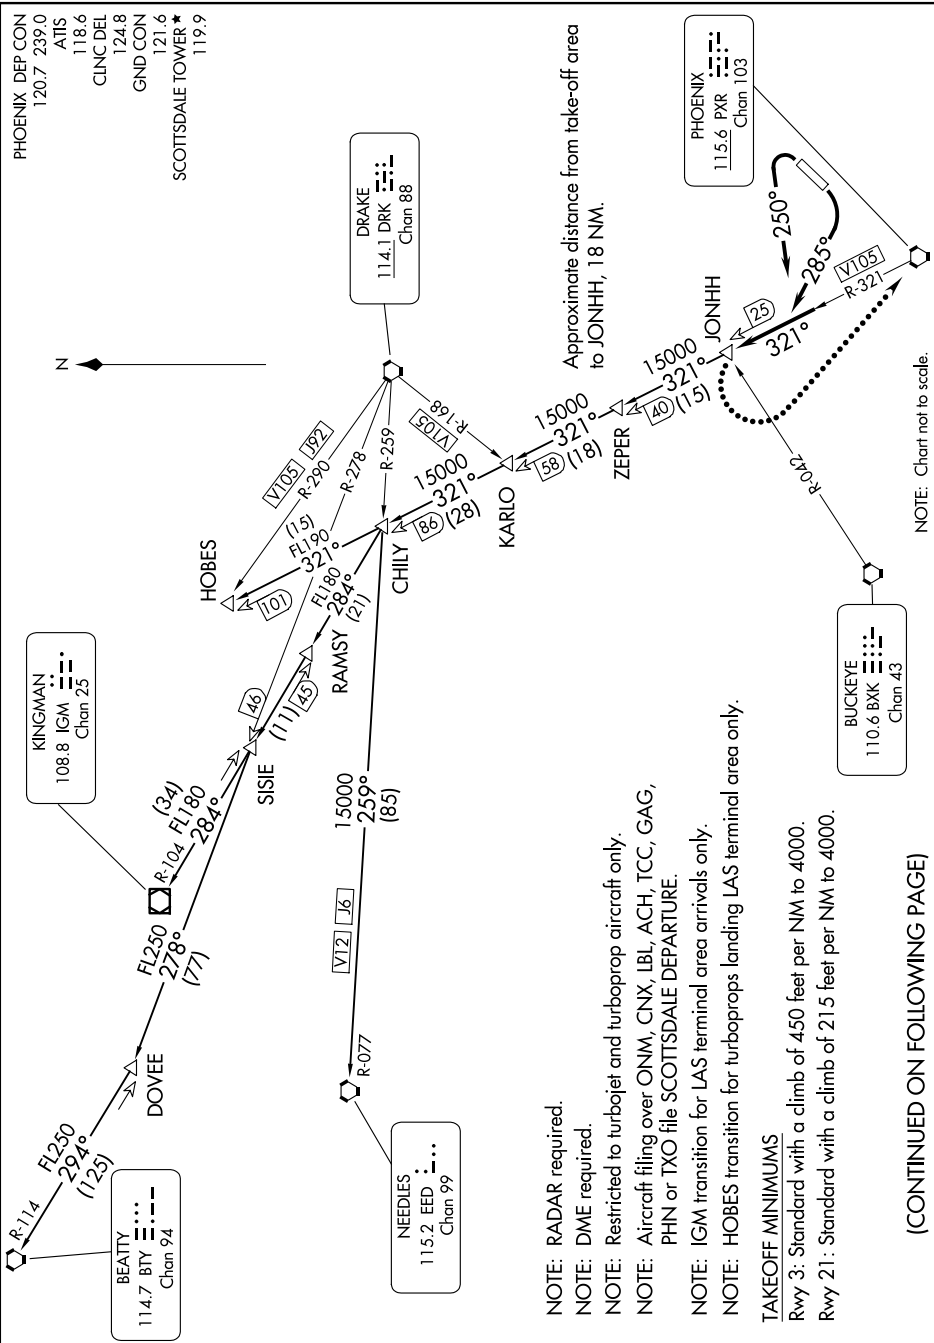 PHOENIX DEP CON
120.7 239.0
ATIS
118.6
CLNC DEL
124.8
GND CON
121.6
SCOTTSDALE TOWER★
119.9
N
DRAKE
114.1 DRK
Chan 88
PHOENIX
115.6 PXR
Chan 103
Approximate distance from take-off area
to JONHH, 18 NM.
250°
285°
V105
R-321
321°
25
JONHH
15000
321°
(15)
40
ZEPER
15000
321°
(18)
58
KARLO
15000
321°
(28)
86
CHILY
R-168
V105
R-259
R-278
R-290
V105
J92
HOBES
(15)
FL190
321°
101
FL180
284°
(21)
RAMSY
45
(11)
46
SISIE
(34)
FL180
284°
R-104
KINGMAN
108.8 IGM
Chan 25
FL250
278°
(77)
DOVEE
FL250
294°
(125)
R-114
BEATTY
114.7 BTY
Chan 94
15000
259°
(85)
V12
J6
R-077
NEEDLES
115.2 EED
Chan 99
R-042
BUCKEYE
110.6 BXK
Chan 43
NOTE: Chart not to scale.
NOTE: RADAR required.
NOTE: DME required.
NOTE: Restricted to turbojet and turboprop aircraft only.
NOTE: Aircraft filing over ONM, CNX, LBL, ACH, TCC, GAG,
PHN or TXO file SCOTTSDALE DEPARTURE.
NOTE: IGM transition for LAS terminal area arrivals only.
NOTE: HOBES transition for turboprops landing LAS terminal area only.
TAKEOFF MINIMUMS
Rwy 3: Standard with a climb of 450 feet per NM to 4000.
Rwy 21: Standard with a climb of 215 feet per NM to 4000.
(CONTINUED ON FOLLOWING PAGE)